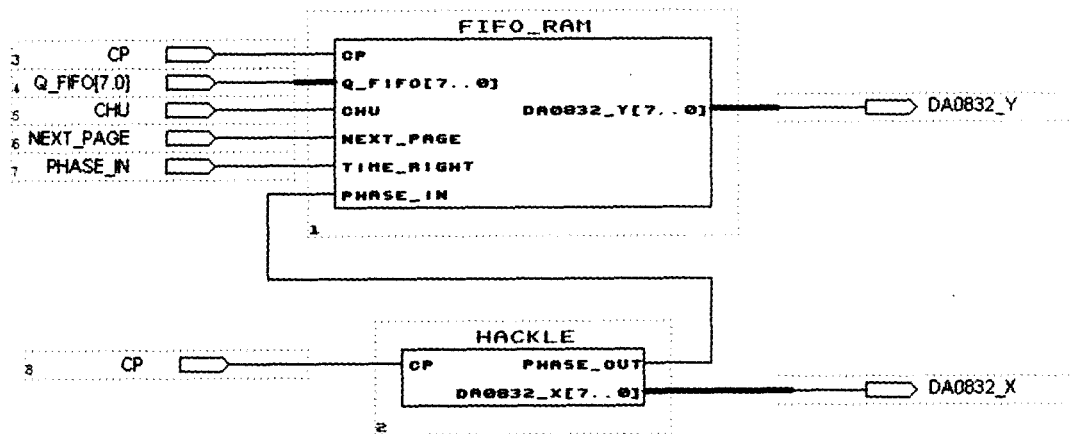 FIFO_RAM
3 CP CP
4 Q_FIFO[7.0] Q_FIFO[7..0]
5 CHU CHU DA0832_Y[7..0] DA0832_Y
6 NEXT_PAGE NEXT_PAGE
7 PHASE_IN TIME_RIGHT
PHASE_IN
1
HACKLE
8 CP CP PHASE_OUT
DA0832_X[7..0] DA0832_X
2